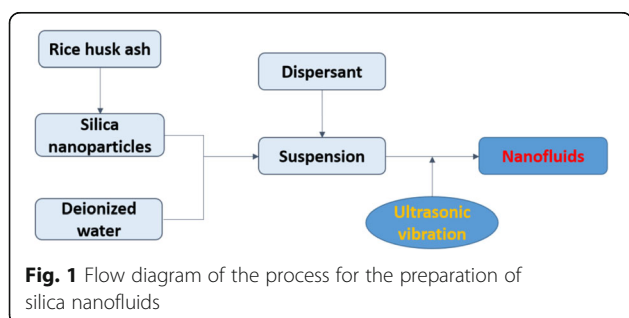 Rice husk ash
Dispersant
Silica
nanoparticles
Suspension
Nanofluids
Deionized
water
Ultrasonic
vibration
Fig. 1 Flow diagram of the process for the preparation of
silica nanofluids